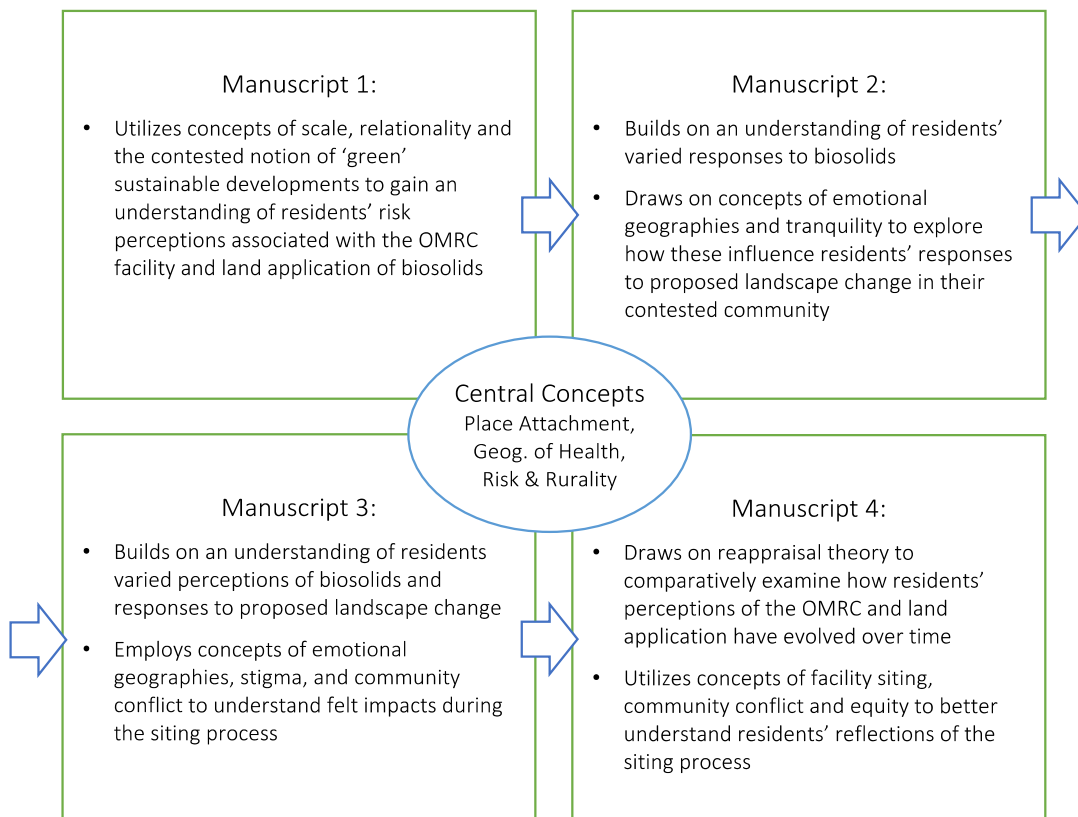 Manuscript 1:
• Utilizes concepts of scale, relationality and
the contested notion of ‘green’
sustainable developments to gain an
understanding of residents’ risk
perceptions associated with the OMRC
facility and land application of biosolids
Manuscript 2:
• Builds on an understanding of residents’
varied responses to biosolids
• Draws on concepts of emotional
geographies and tranquility to explore
how these influence residents’ responses
to proposed landscape change in their
contested community
Central Concepts
Place Attachment,
Geog. of Health,
Risk & Rurality
Manuscript 3:
• Builds on an understanding of residents
varied perceptions of biosolids and
responses to proposed landscape change
• Employs concepts of emotional
geographies, stigma, and community
conflict to understand felt impacts during
the siting process
Manuscript 4:
• Draws on reappraisal theory to
comparatively examine how residents’
perceptions of the OMRC and land
application have evolved over time
• Utilizes concepts of facility siting,
community conflict and equity to better
understand residents’ reflections of the
siting process